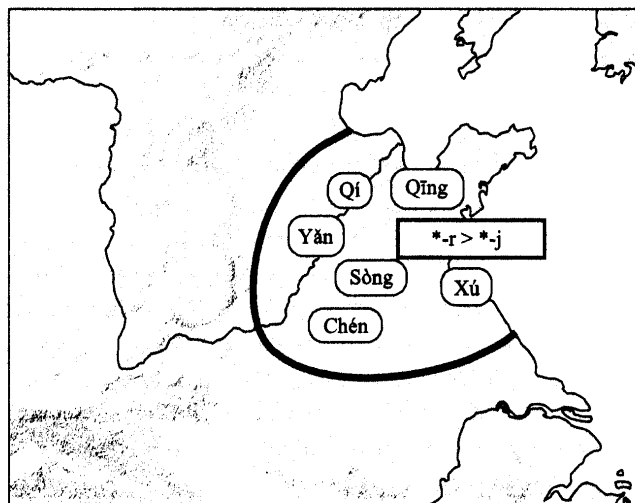 Qí
Qīng
Yǎn
*-r > *-j
Sòng
Xú
Chén